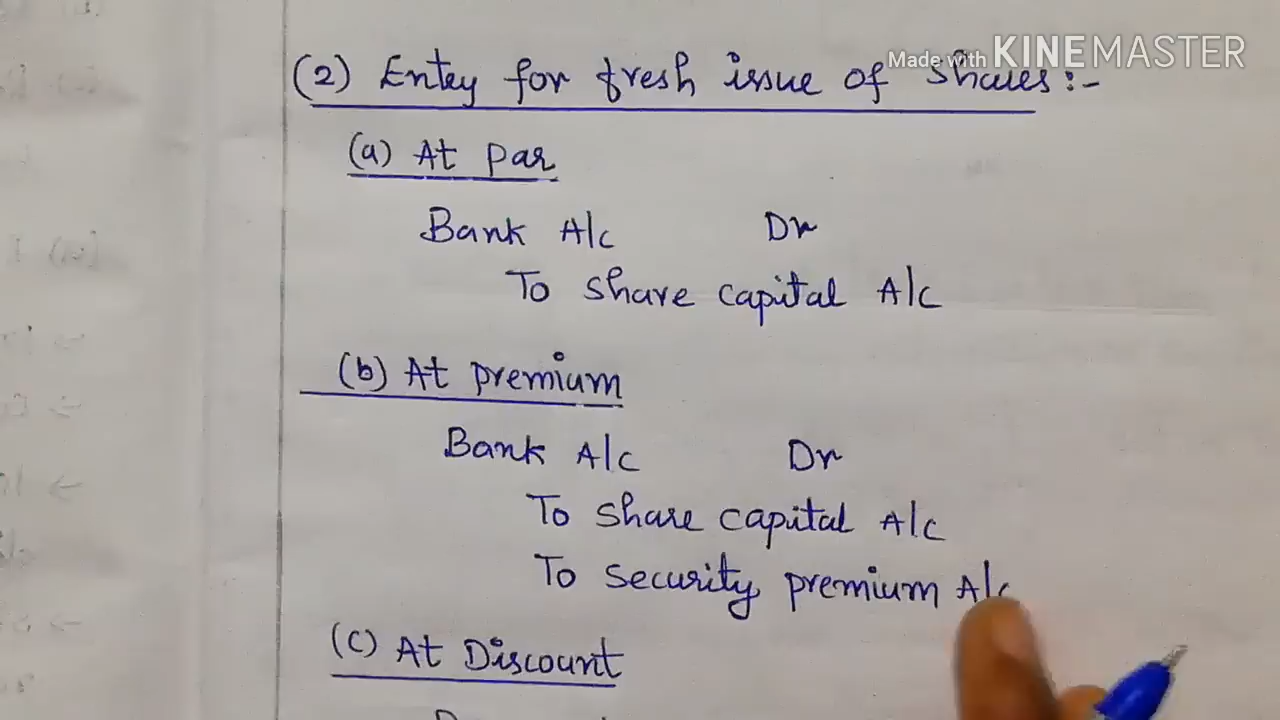 Made with KINEMASTER
(2) Entry for fresh issue of shares:-
(a) At par
Bank A/c Dr
To share capital A/c
(b) At premium
Bank A/c Dr
To share capital A/c
To security premium A/c
(c) At Discount